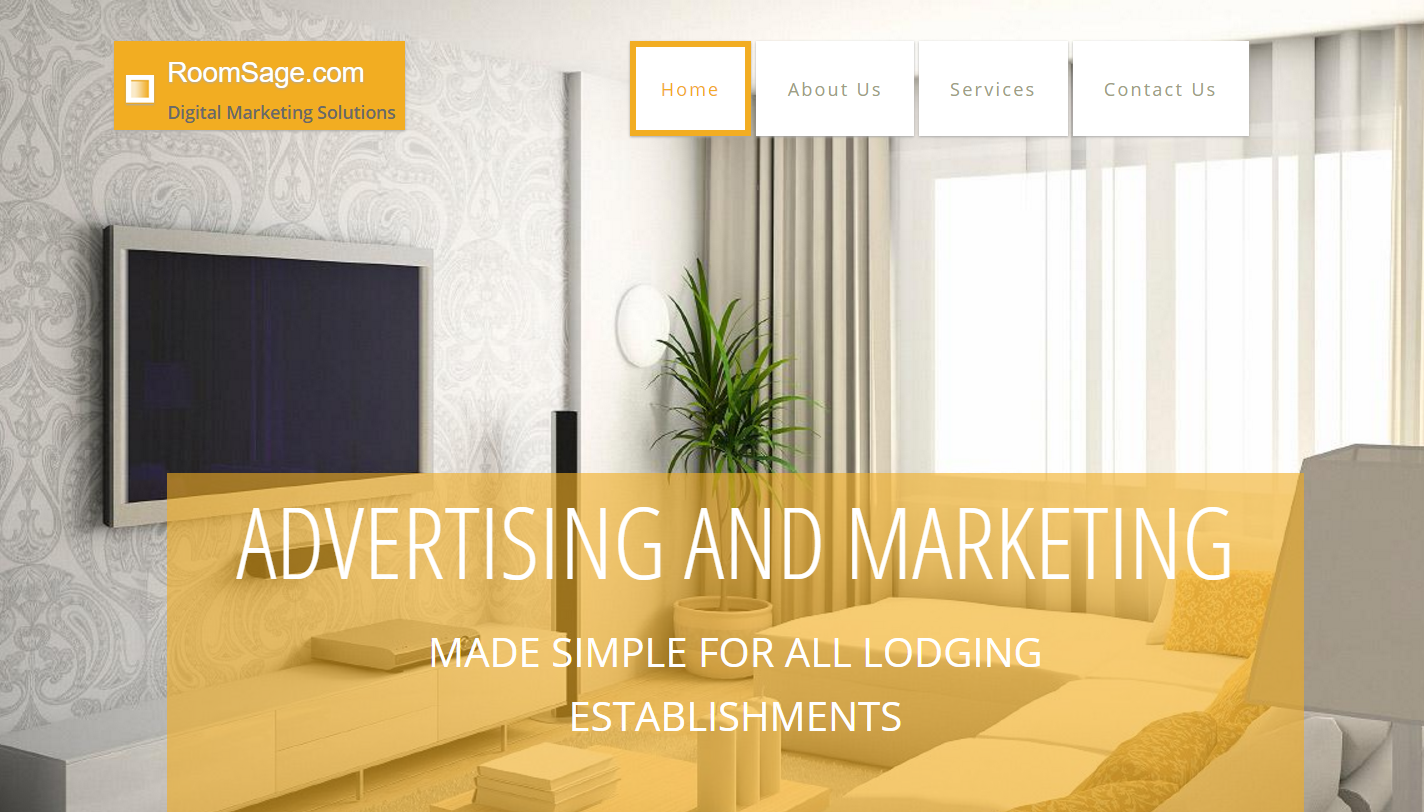 RoomSage.com
Digital Marketing Solutions
Home
About Us
Services
Contact Us
ADVERTISING AND MARKETING
MADE SIMPLE FOR ALL LODGING
ESTABLISHMENTS